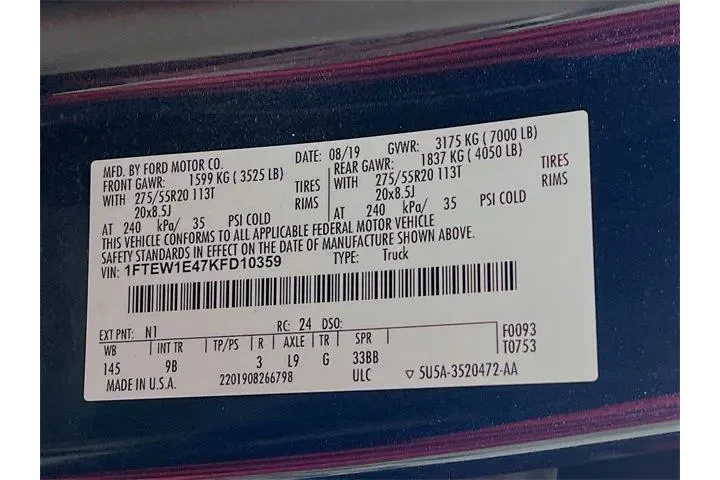 MFD. BY FORD MOTOR CO.
DATE: 08/19 GVWR: 3175 KG ( 7000 LB)
FRONT GAWR: 1599 KG ( 3525 LB) REAR GAWR: 1837 KG ( 4050 LB)
WITH 275/55R20 113T TIRES WITH 275/55R20 113T TIRES
20x8.5J RIMS 20x8.5J RIMS
AT 240 kPa/ 35 PSI COLD AT 240 kPa/ 35 PSI COLD
THIS VEHICLE CONFORMS TO ALL APPLICABLE FEDERAL MOTOR VEHICLE
SAFETY STANDARDS IN EFFECT ON THE DATE OF MANUFACTURE SHOWN ABOVE.
VIN: 1FTEW1E47KFD10359 TYPE: Truck
EXT PNT: N1 RC: 24 DSO: F0093
WB INT TR TP/PS R AXLE TR SPR T0753
145 9B 3 L9 G 33BB
MADE IN U.S.A. 2201908266798 ULC ▽ 5U5A-3520472-AA